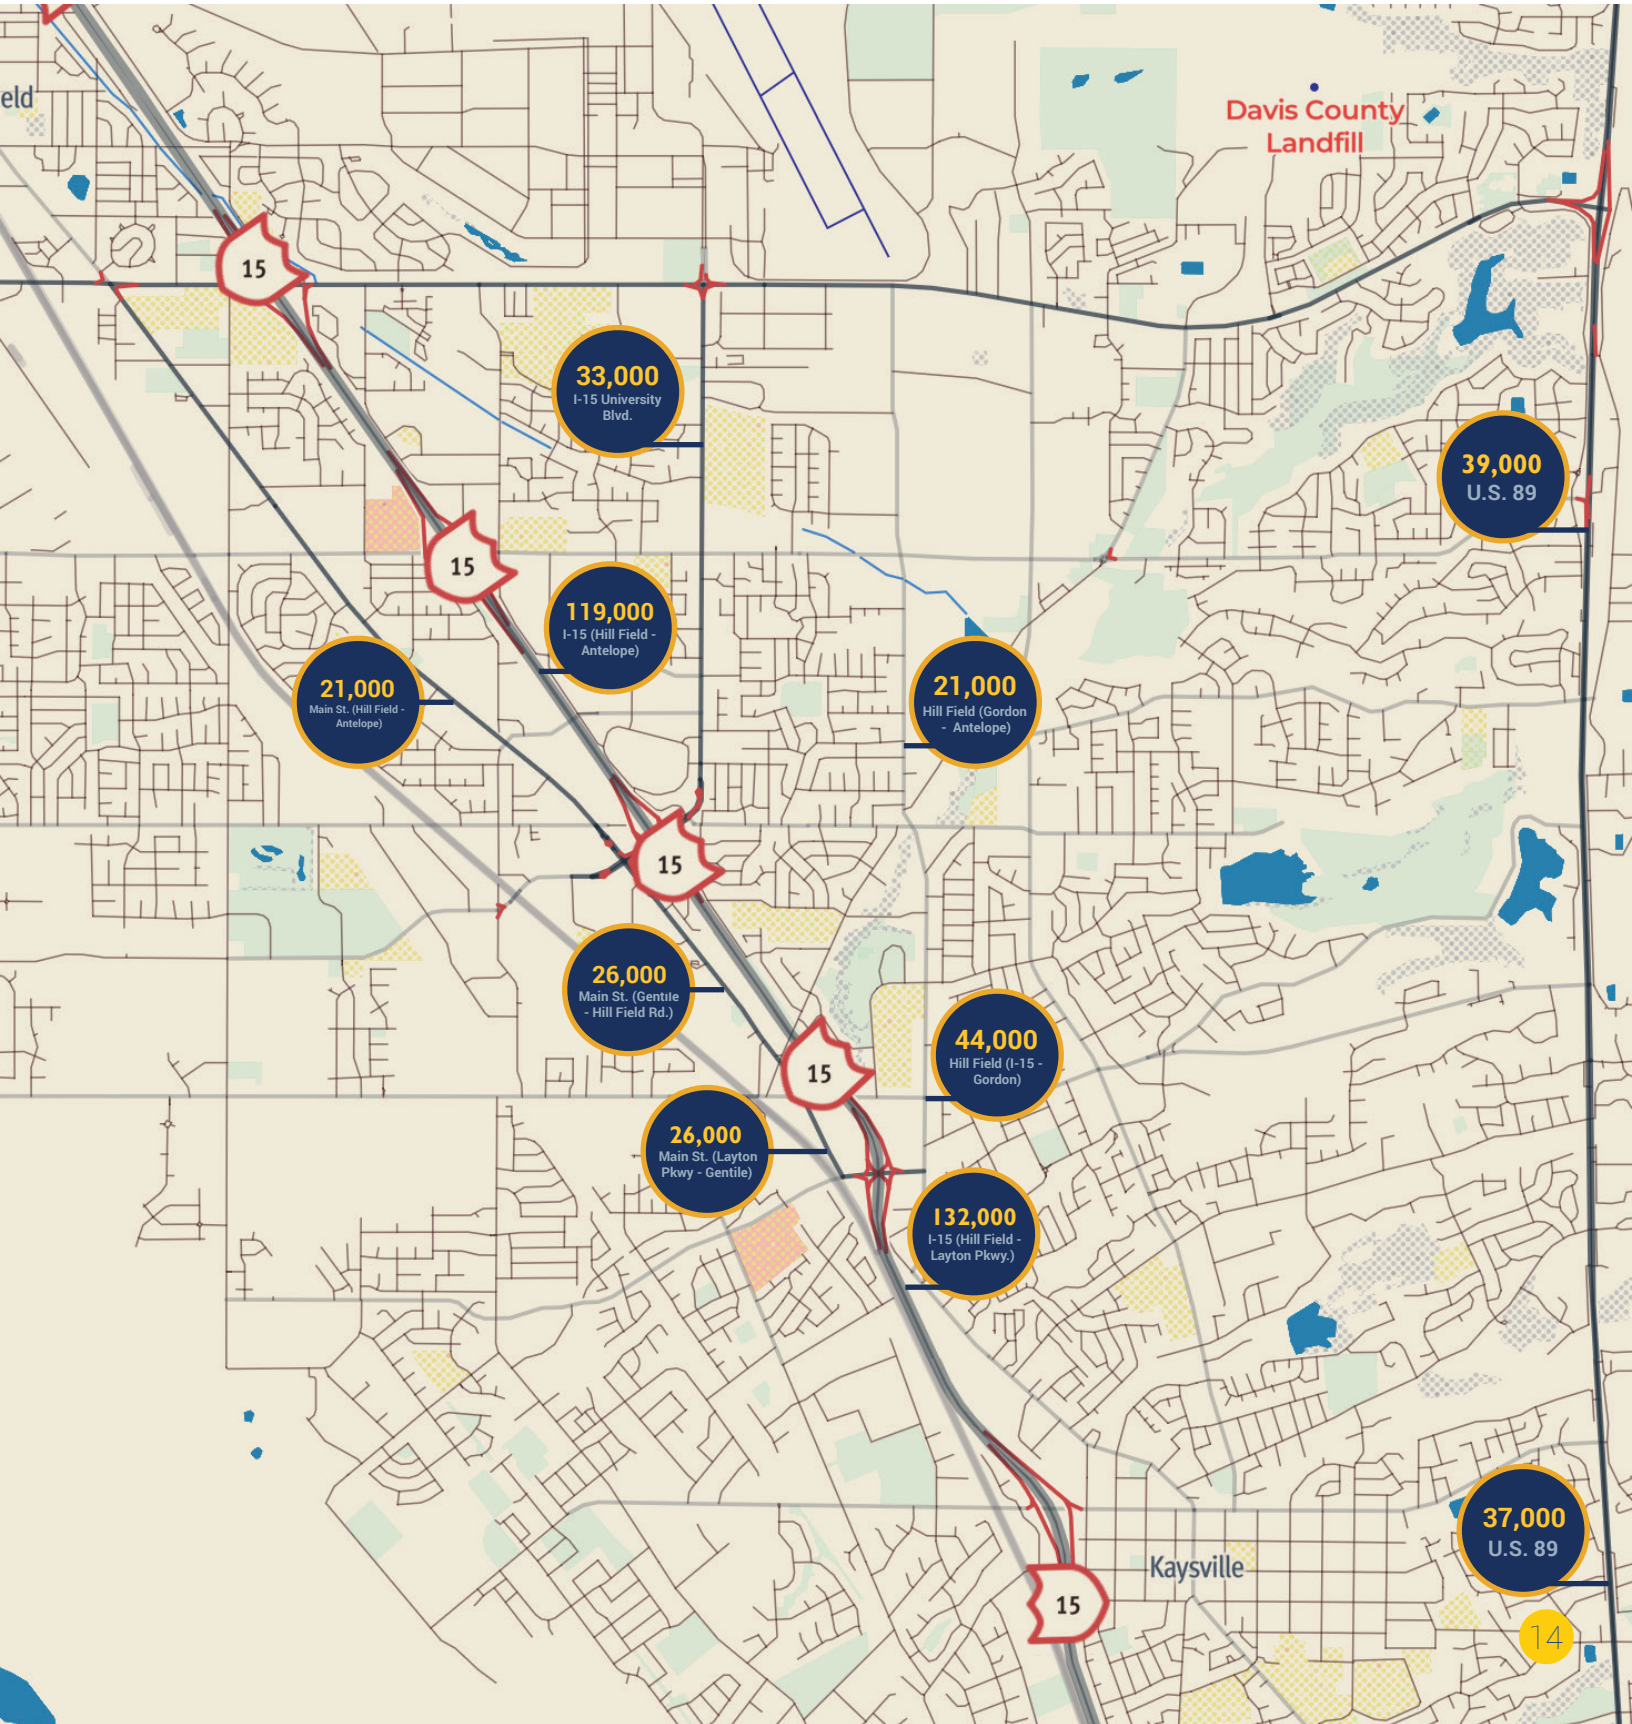 eld
Davis County
Landfill
15
33,000
I-15 University
Blvd.
39,000
U.S. 89
15
119,000
I-15 (Hill Field -
Antelope)
21,000
Main St. (Hill Field -
Antelope)
21,000
Hill Field (Gordon
- Antelope)
15
26,000
Main St. (Gentile
- Hill Field Rd.)
44,000
Hill Field (I-15 -
Gordon)
15
26,000
Main St. (Layton
Pkwy - Gentile)
132,000
I-15 (Hill Field -
Layton Pkwy.)
37,000
U.S. 89
Kaysville
15
14